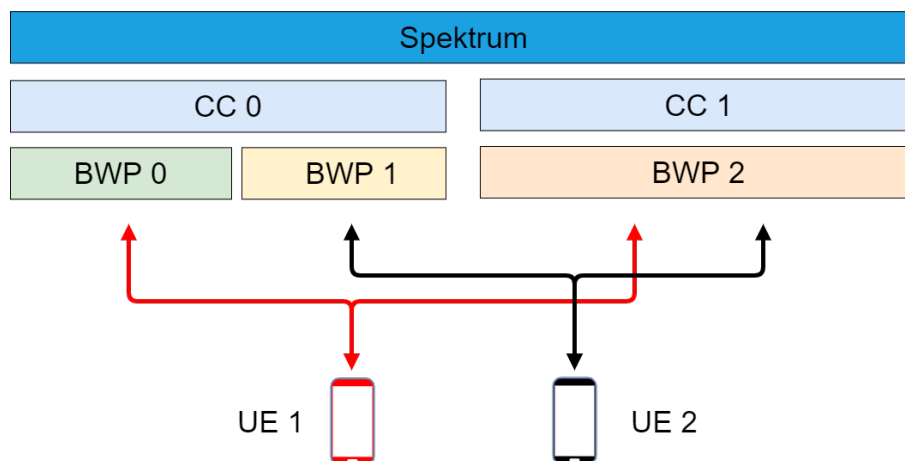 Spektrum
CC 0
CC 1
BWP 0
BWP 1
BWP 2
UE 1
UE 2